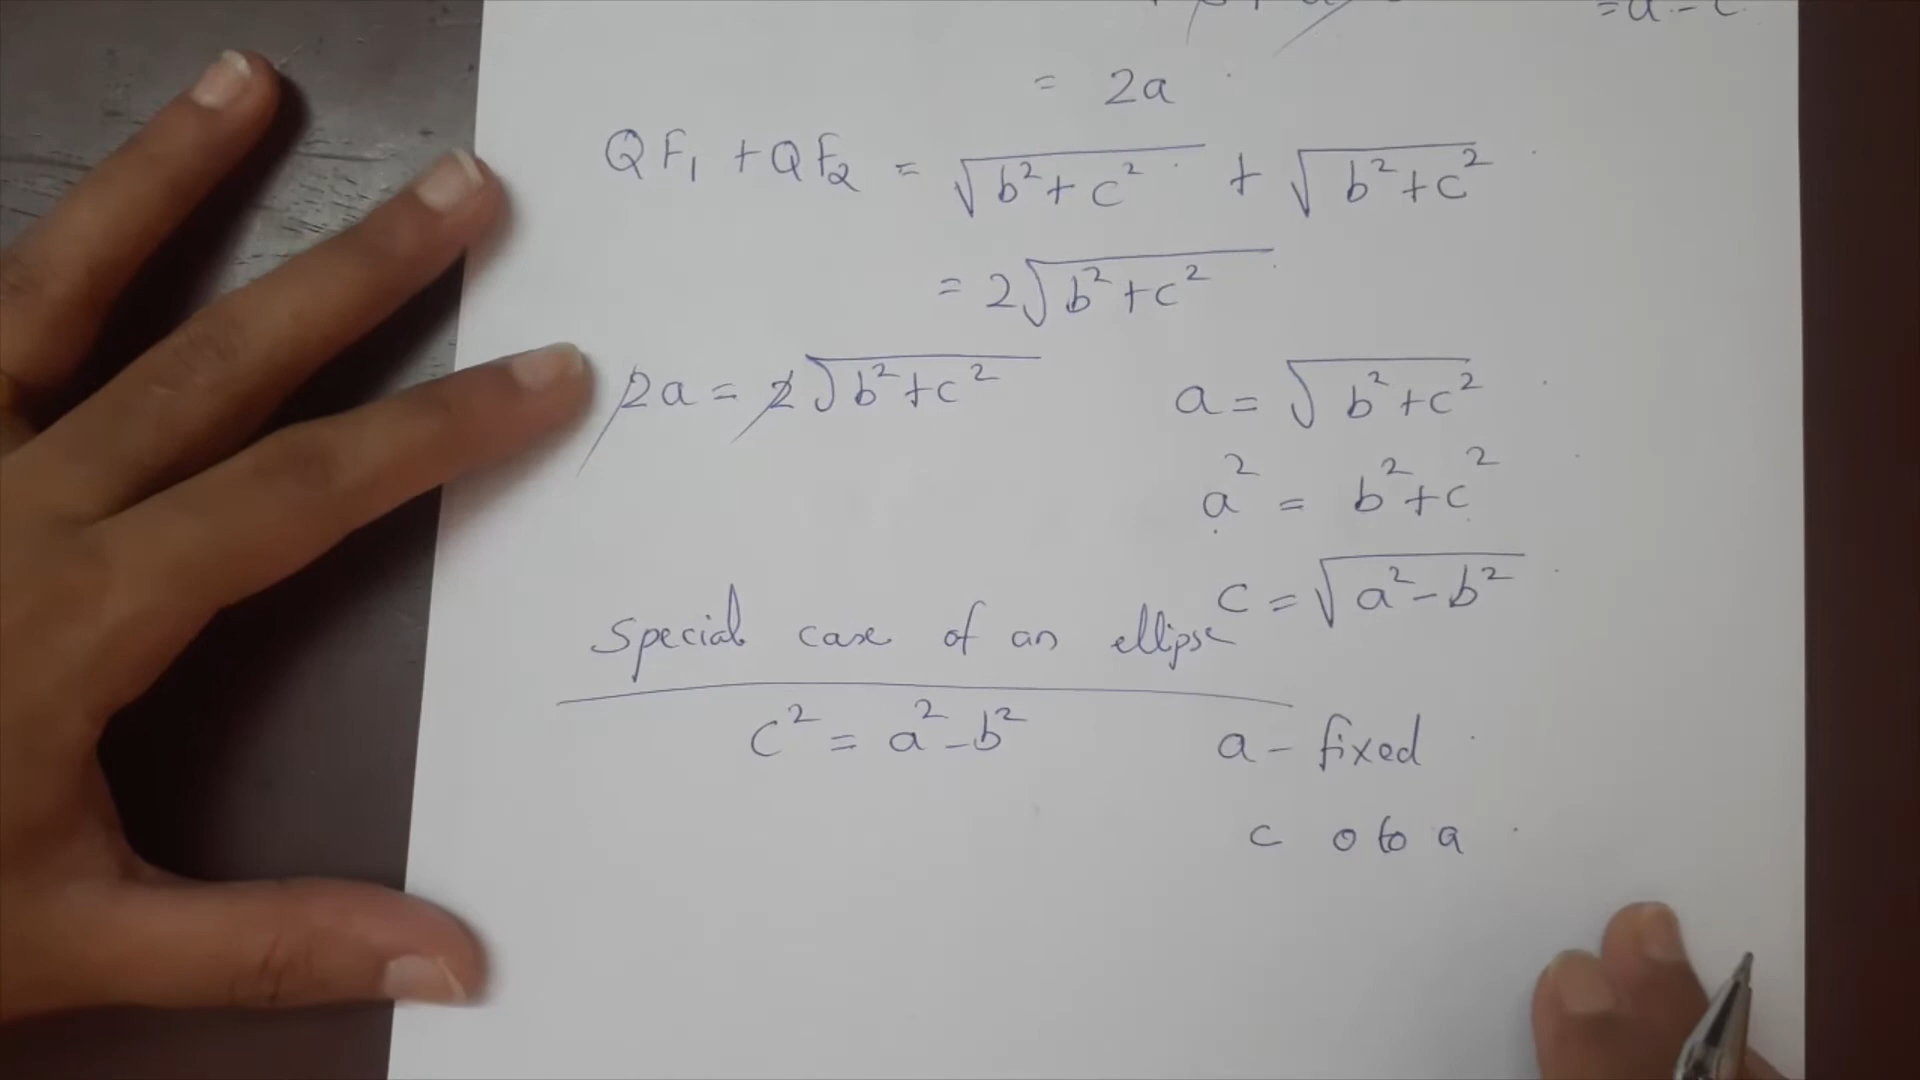 = a - c
= 2a
QF₁ + QF₂ = √(b² + c²) + √(b² + c²)
= 2√(b² + c²)
2a = 2√(b² + c²)
a = √(b² + c²)
a² = b² + c²
c = √(a² - b²)
Special case of an ellipse
c² = a² - b²
a - fixed
c 0 to a